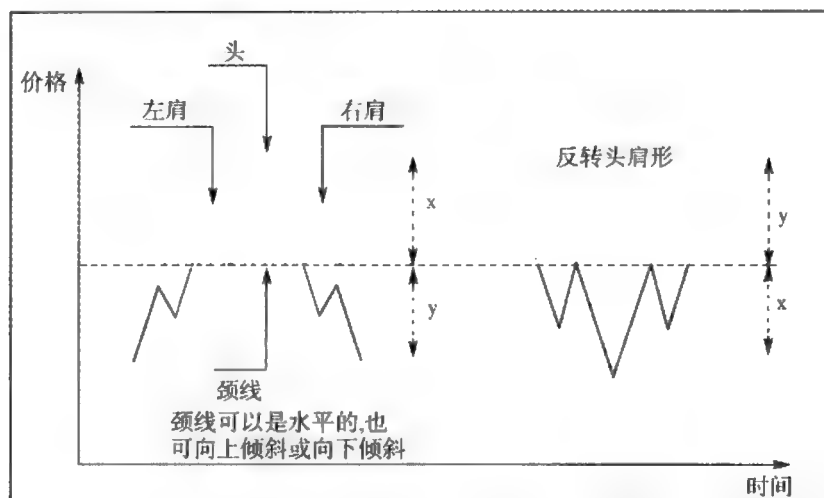 头
价格
左肩
右肩
反转头肩形
x
y
y
x
颈线
颈线可以是水平的,也
可向上倾斜或向下倾斜
时间